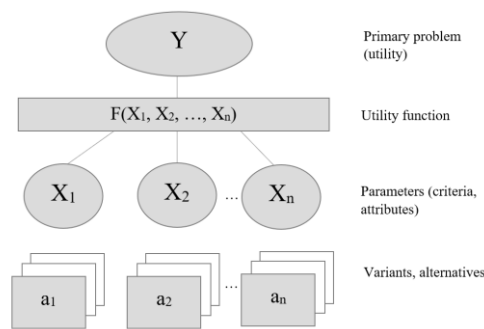 Y
Primary problem
(utility)
F(X₁, X₂, …, Xₙ)
Utility function
X₁ X₂ … Xₙ
Parameters (criteria,
attributes)
a₁ a₂ … aₙ
Variants, alternatives